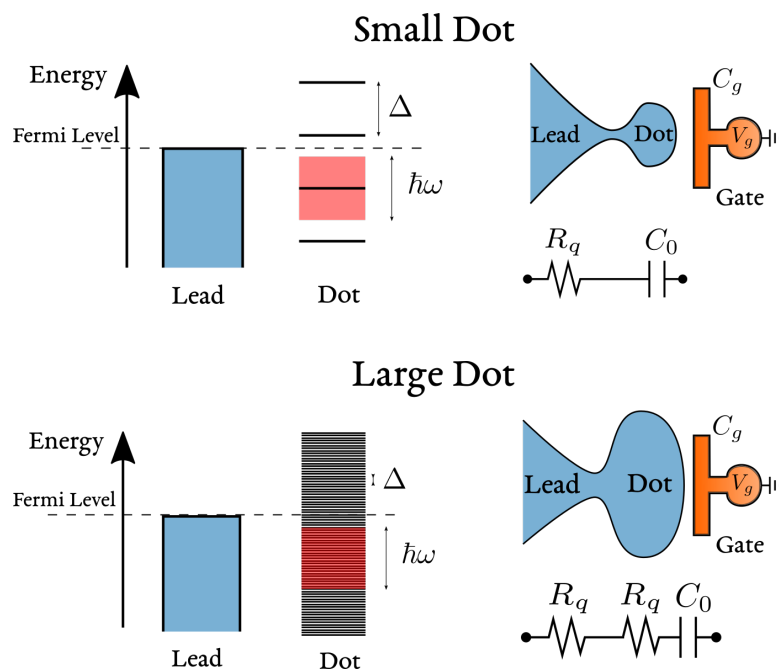 Small Dot
Energy
Fermi Level
Δ
ħω
Lead
Dot
Lead
Dot
C_g
V_g
Gate
R_q
C_0
Large Dot
Energy
Fermi Level
Δ
ħω
Lead
Dot
Lead
Dot
C_g
V_g
Gate
R_q
R_q
C_0